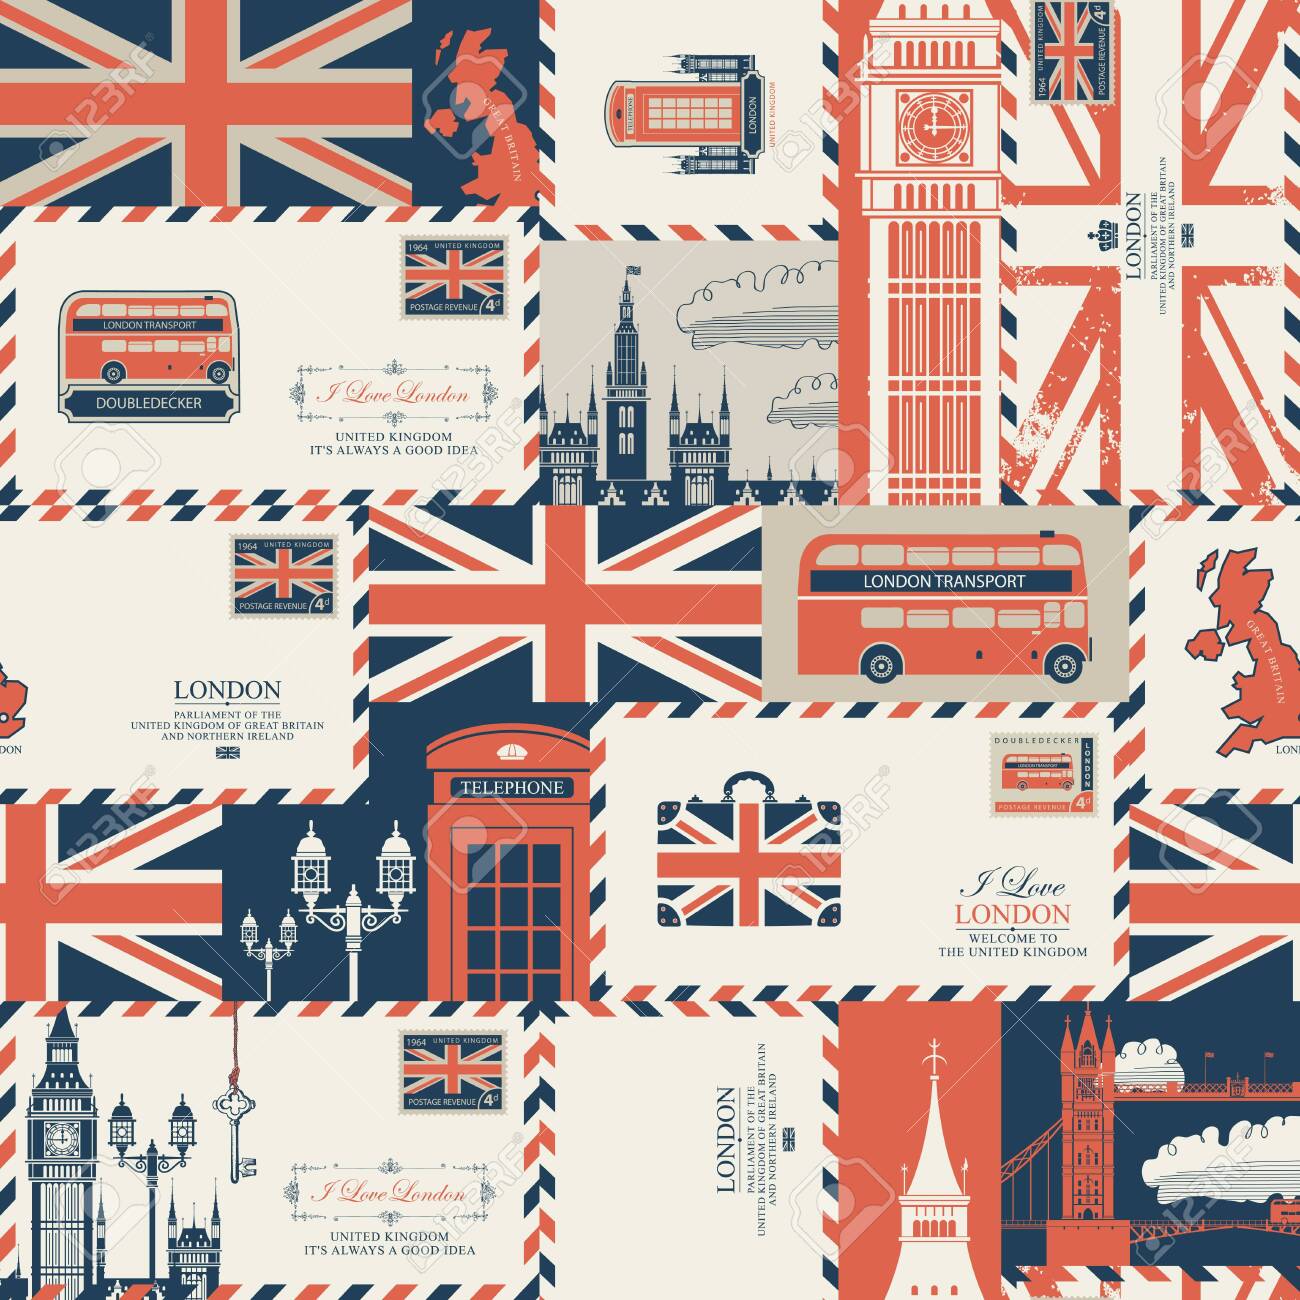 GREAT BRITAIN
TELEPHONE
LONDON
UNITED KINGDOM
1964 UNITED KINGDOM
POSTAGE REVENUE 4d
LONDON
PARLIAMENT OF THE
UNITED KINGDOM OF GREAT BRITAIN
AND NORTHERN IRELAND
LONDON TRANSPORT
DOUBLEDECKER
1964 UNITED KINGDOM
POSTAGE REVENUE 4d
I Love London
UNITED KINGDOM
IT'S ALWAYS A GOOD IDEA
1964 UNITED KINGDOM
POSTAGE REVENUE 4d
LONDON
PARLIAMENT OF THE
UNITED KINGDOM OF GREAT BRITAIN
AND NORTHERN IRELAND
NDON
LONDON TRANSPORT
GREAT BRITAIN
LON
TELEPHONE
DOUBLEDECKER
LONDON
LONDON TRANSPORT
POSTAGE REVENUE 4d
I Love
LONDON
WELCOME TO
THE UNITED KINGDOM
1964 UNITED KINGDOM
POSTAGE REVENUE 4d
I Love London
UNITED KINGDOM
IT'S ALWAYS A GOOD IDEA
LONDON
PARLIAMENT OF THE
UNITED KINGDOM OF GREAT BRITAIN
AND NORTHERN IRELAND
123RF